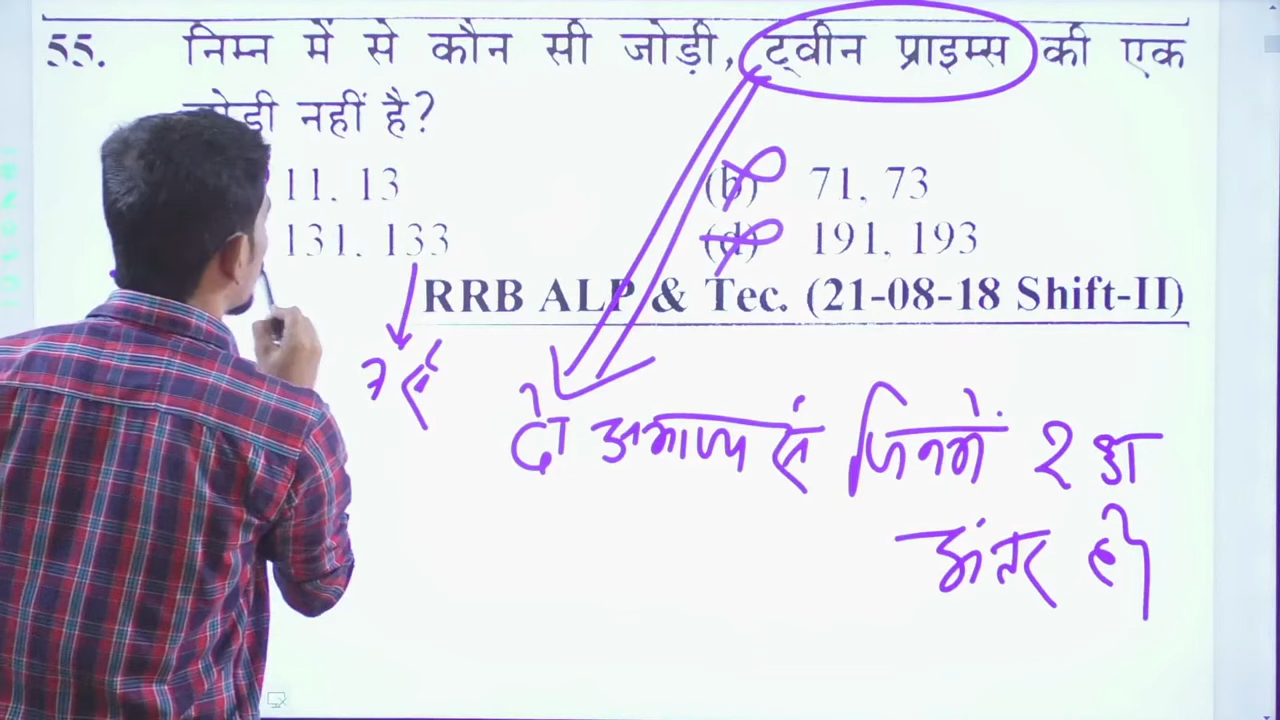 55. निम्न में से कौन सी जोड़ी, ट्वीन प्राइम्स की एक
जोड़ी नहीं है?
11, 13 (b) 71, 73
131, 133 (d) 191, 193
RRB ALP & Tec. (21-08-18 Shift-II)
7 से
दो अभाज्य सं जिनमें 2 का
अंतर हो